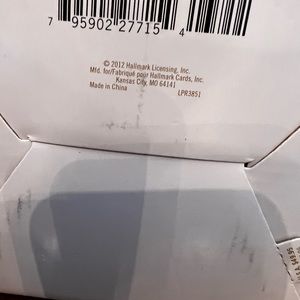 7 95902 27715 4
© 2012 Hallmark Licensing, Inc.
Mfd. for/Fabriqué pour Hallmark Cards, Inc.
Kansas City, MO 64141
Made in China LPR3851